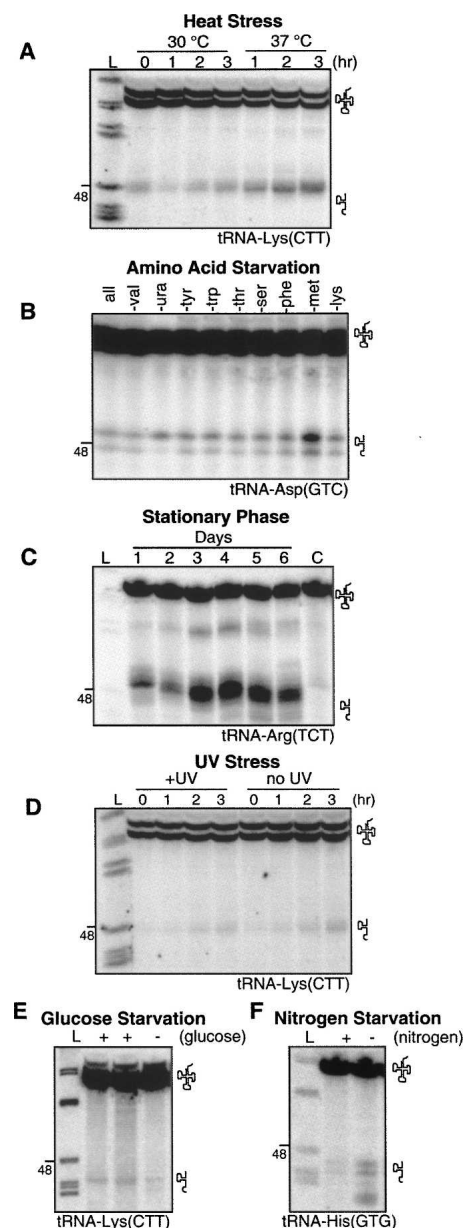 A
Heat Stress
30 °C 37 °C
L 0 1 2 3 1 2 3 (hr)
48
tRNA-Lys(CTT)
Amino Acid Starvation
B
all -val -ura -tyr -trp -thr -ser -phe -met -lys
48
tRNA-Asp(GTC)
Stationary Phase
C
Days
L 1 2 3 4 5 6 C
48
tRNA-Arg(TCT)
UV Stress
D
+UV no UV
L 0 1 2 3 0 1 2 3 (hr)
48
tRNA-Lys(CTT)
E Glucose Starvation
L + + - (glucose)
48
tRNA-Lys(CTT)
F Nitrogen Starvation
L + - (nitrogen)
48
tRNA-His(GTG)